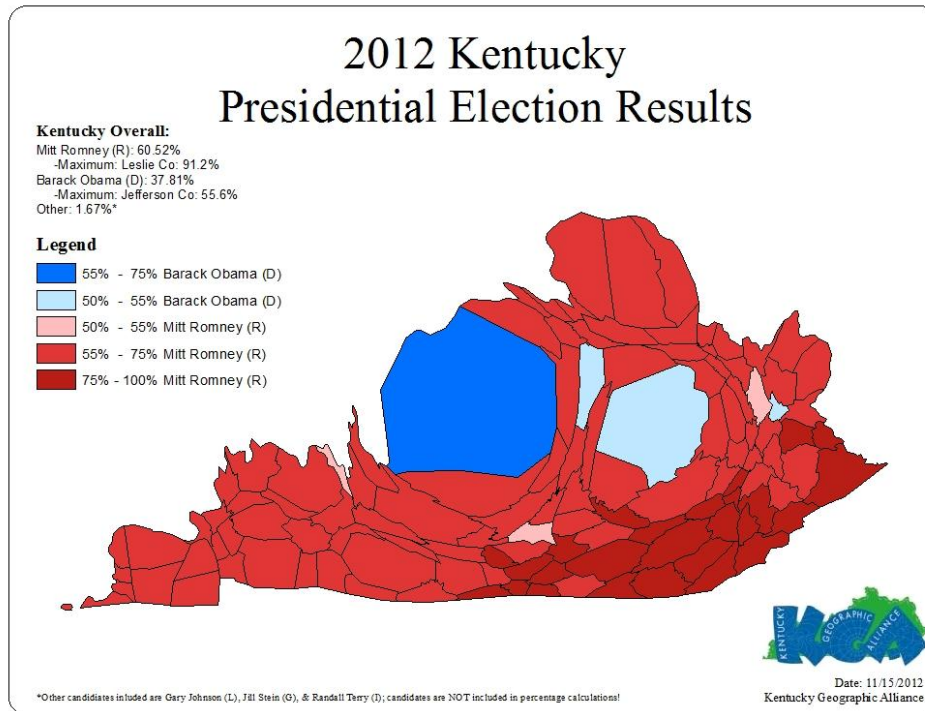 2012 Kentucky
Presidential Election Results
Kentucky Overall:
Mitt Romney (R): 60.52%
-Maximum: Leslie Co: 91.2%
Barack Obama (D): 37.81%
-Maximum: Jefferson Co: 55.6%
Other: 1.67%*
Legend
55% - 75% Barack Obama (D)
50% - 55% Barack Obama (D)
50% - 55% Mitt Romney (R)
55% - 75% Mitt Romney (R)
75% - 100% Mitt Romney (R)
KENTUCKY
GEOGRAPHIC
ALLIANCE
KGA
Date: 11/15/2012
Kentucky Geographic Alliance
*Other candidiates inluded are Gary Johnson (L), Jill Stein (G), & Randall Terry (I); candidates are NOT included in percentage calculations!